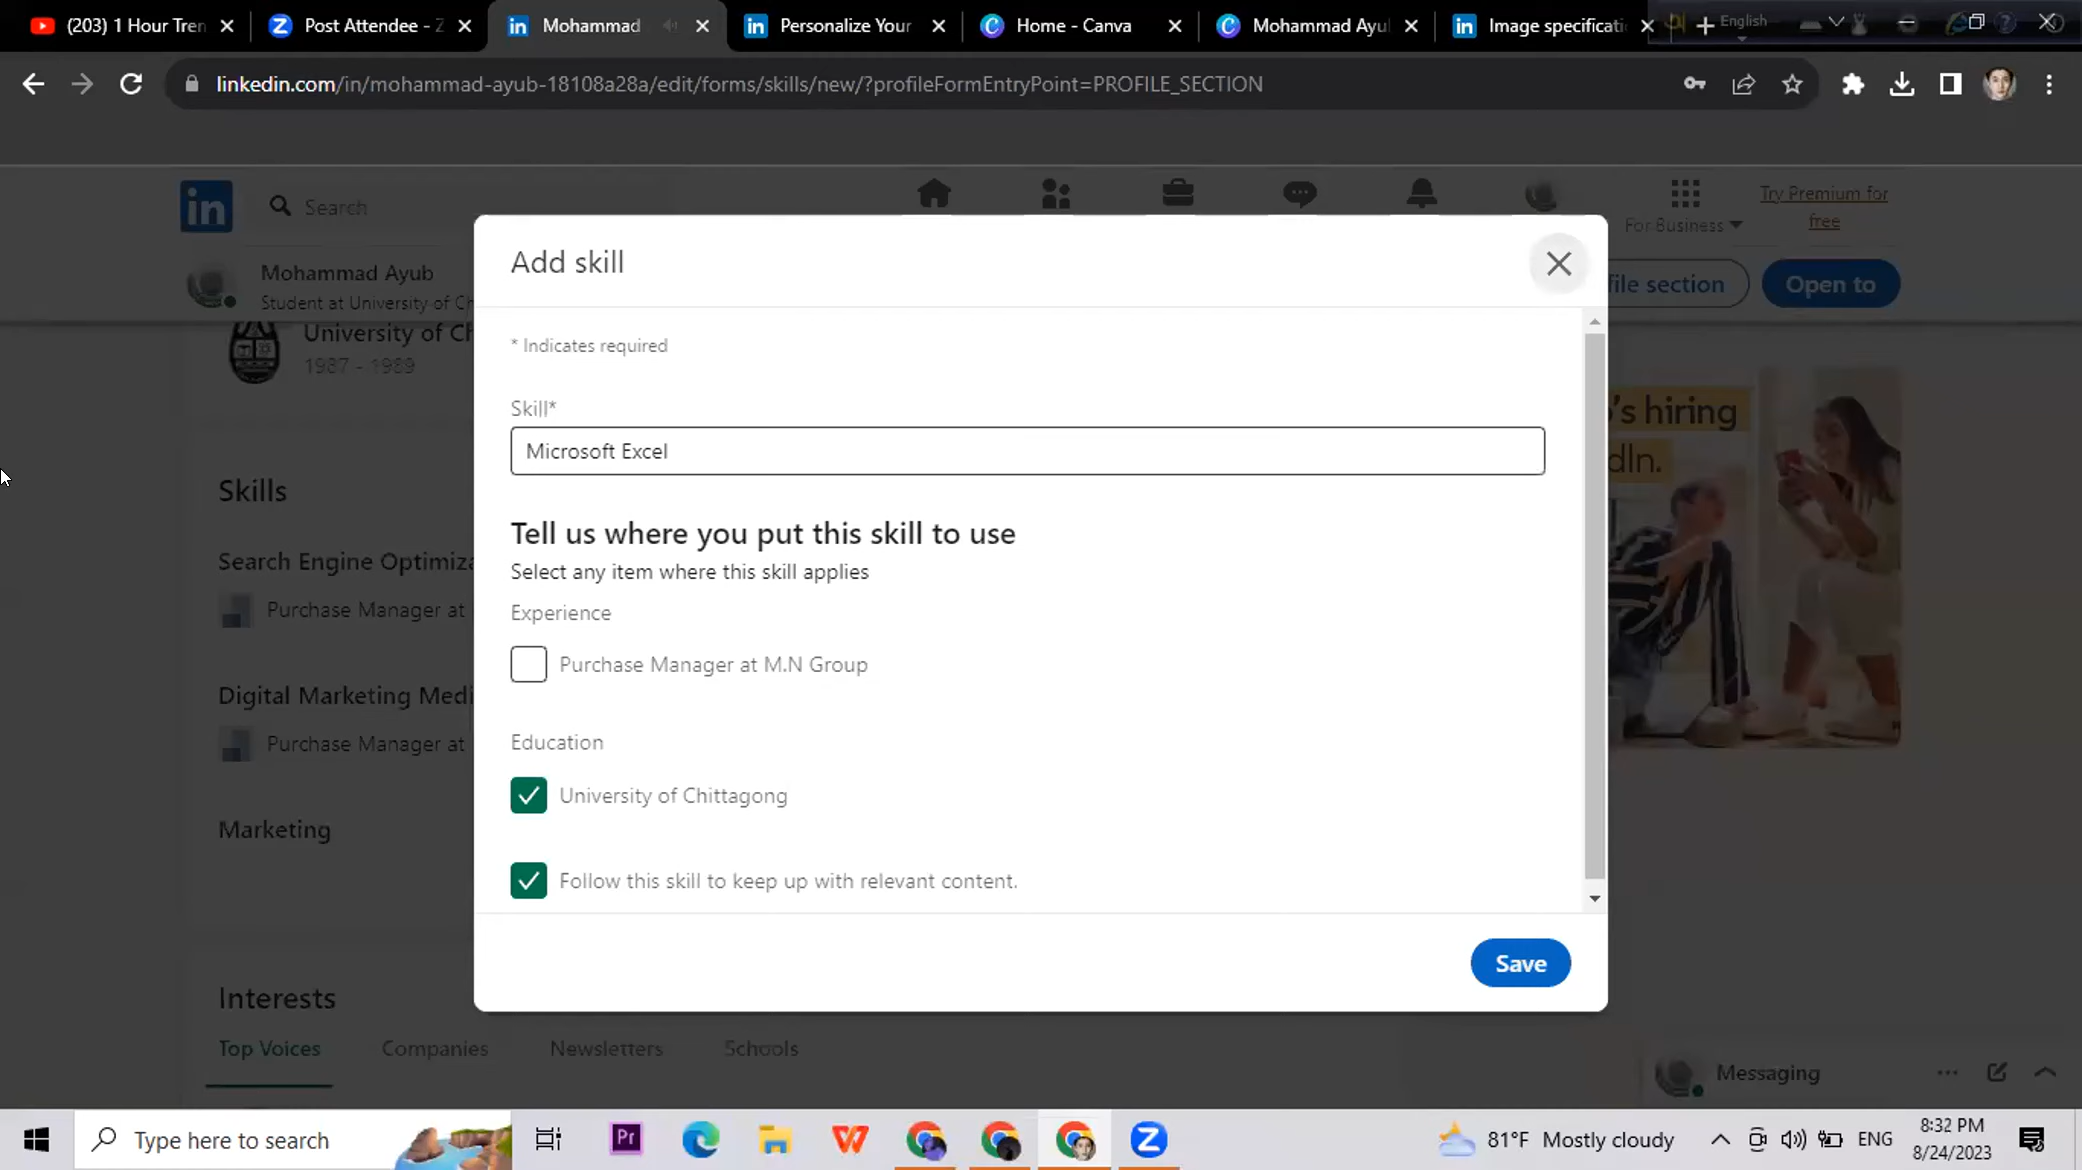 (203) 1 Hour Tren
Post Attendee - Z
Mohammad
Personalize Your
Home - Canva
Mohammad Ayul
Image specificati
English
linkedin.com/in/mohammad-ayub-18108a28a/edit/forms/skills/new/?profileFormEntryPoint=PROFILE_SECTION
in
Search
For Business
Try Premium for
free
Mohammad Ayub
Student at University of Ch
file section
Open to
University of Ch
1987 - 1989
Add skill
* Indicates required
Skill*
Microsoft Excel
Tell us where you put this skill to use
Select any item where this skill applies
Experience
Purchase Manager at M.N Group
Education
University of Chittagong
Follow this skill to keep up with relevant content.
Save
's hiring
dIn.
Skills
Search Engine Optimiza
Purchase Manager at
Digital Marketing Medi
Purchase Manager at
Marketing
Interests
Top Voices
Companies
Newsletters
Schools
Messaging
Type here to search
Pr
81°F Mostly cloudy
ENG
8:32 PM
8/24/2023